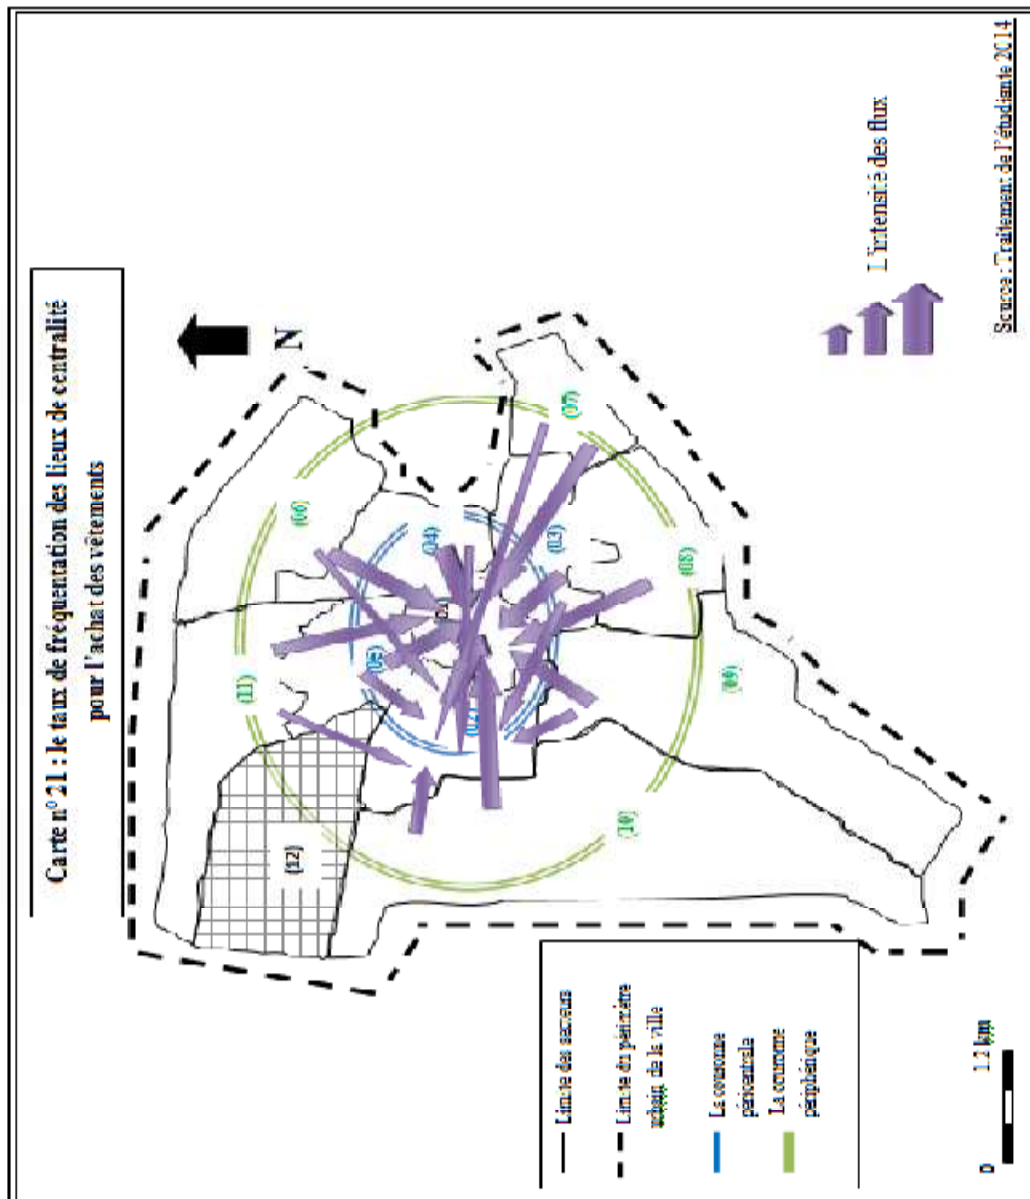 Carte n° 21 : le taux de fréquentation des lieux de centralité
pour l'achat des vêtements
N
(06)
(11)
(04)
(05)
(07)
(03)
(12)
(02)
(08)
(09)
(10)
L'intensité des flux
Limite des secteurs
Limite du périmètre
urbain de la ville
La couronne
péricentrale
La couronne
périphérique
0 1.2 km
Source : Traitement de l'étudiante 2014